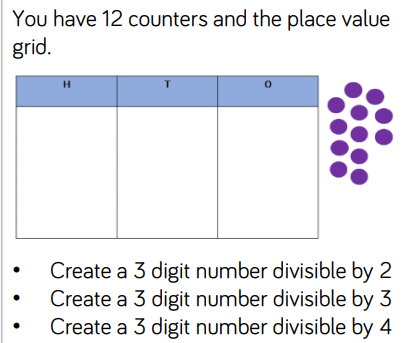 You have 12 counters and the place value
grid.
H T O
• Create a 3 digit number divisible by 2
• Create a 3 digit number divisible by 3
• Create a 3 digit number divisible by 4